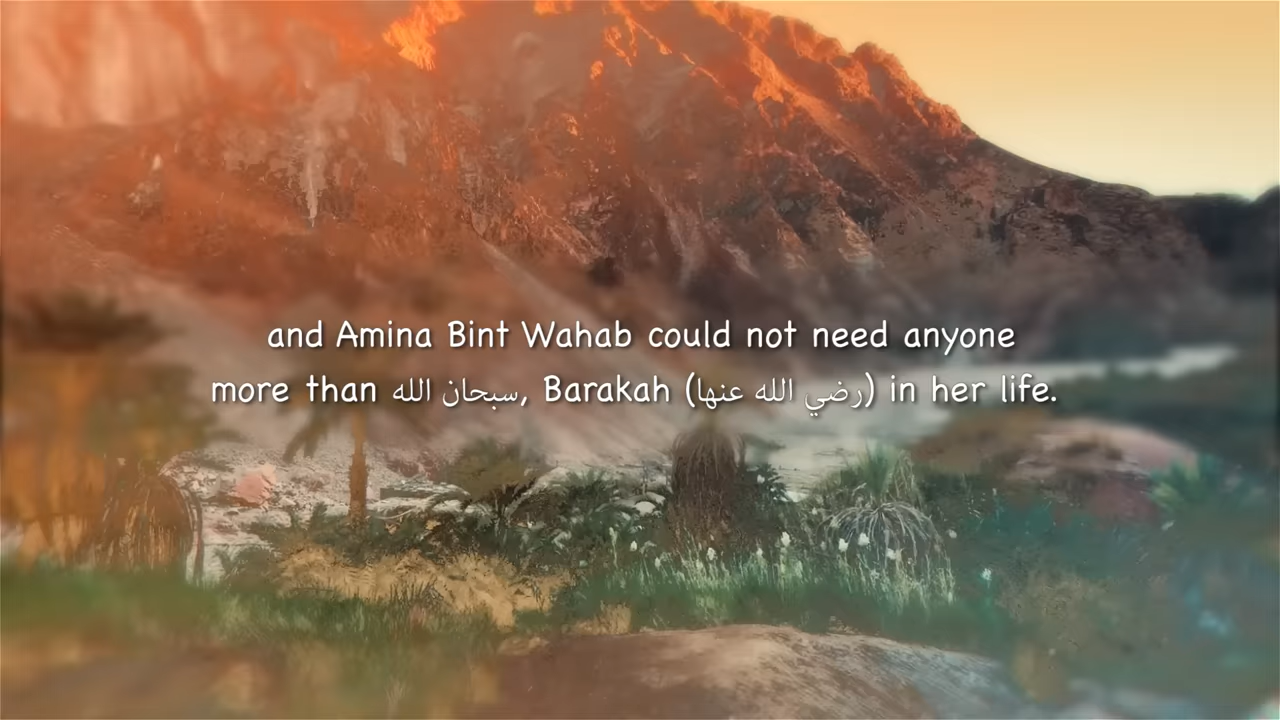 and Amina Bint Wahab could not need anyone
more than سبحان الله, Barakah (رضي الله عنها) in her life.